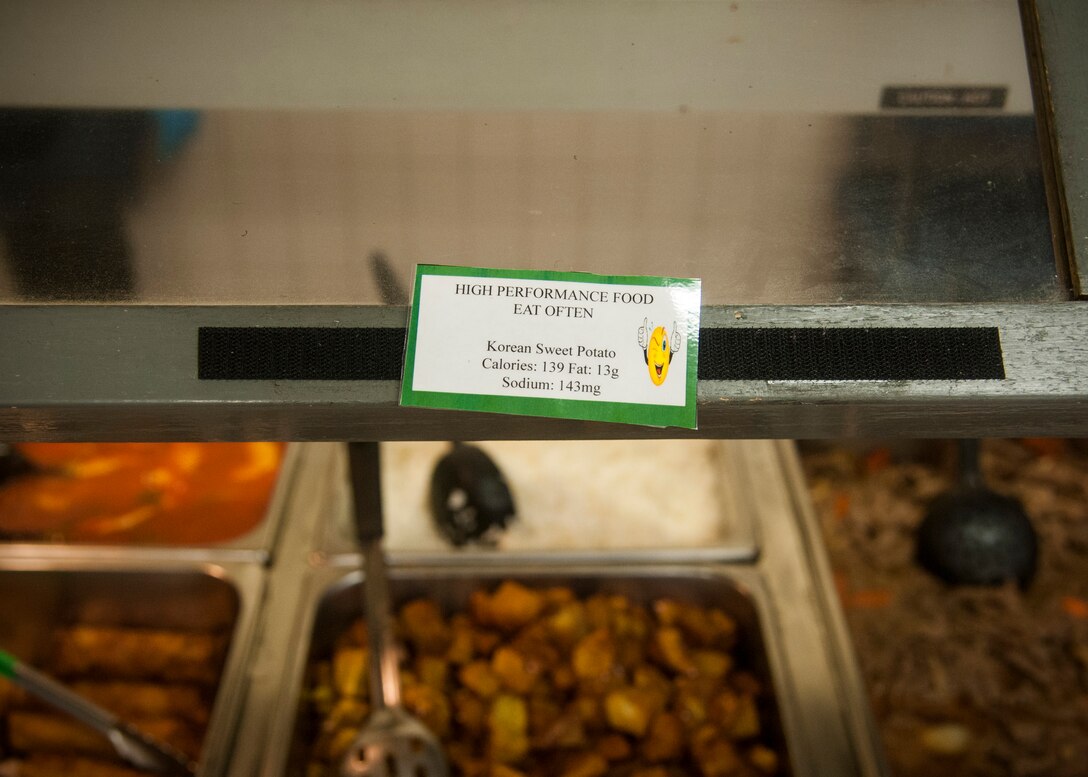 HIGH PERFORMANCE FOOD
EAT OFTEN
Korean Sweet Potato
Calories: 139 Fat: 13g
Sodium: 143mg